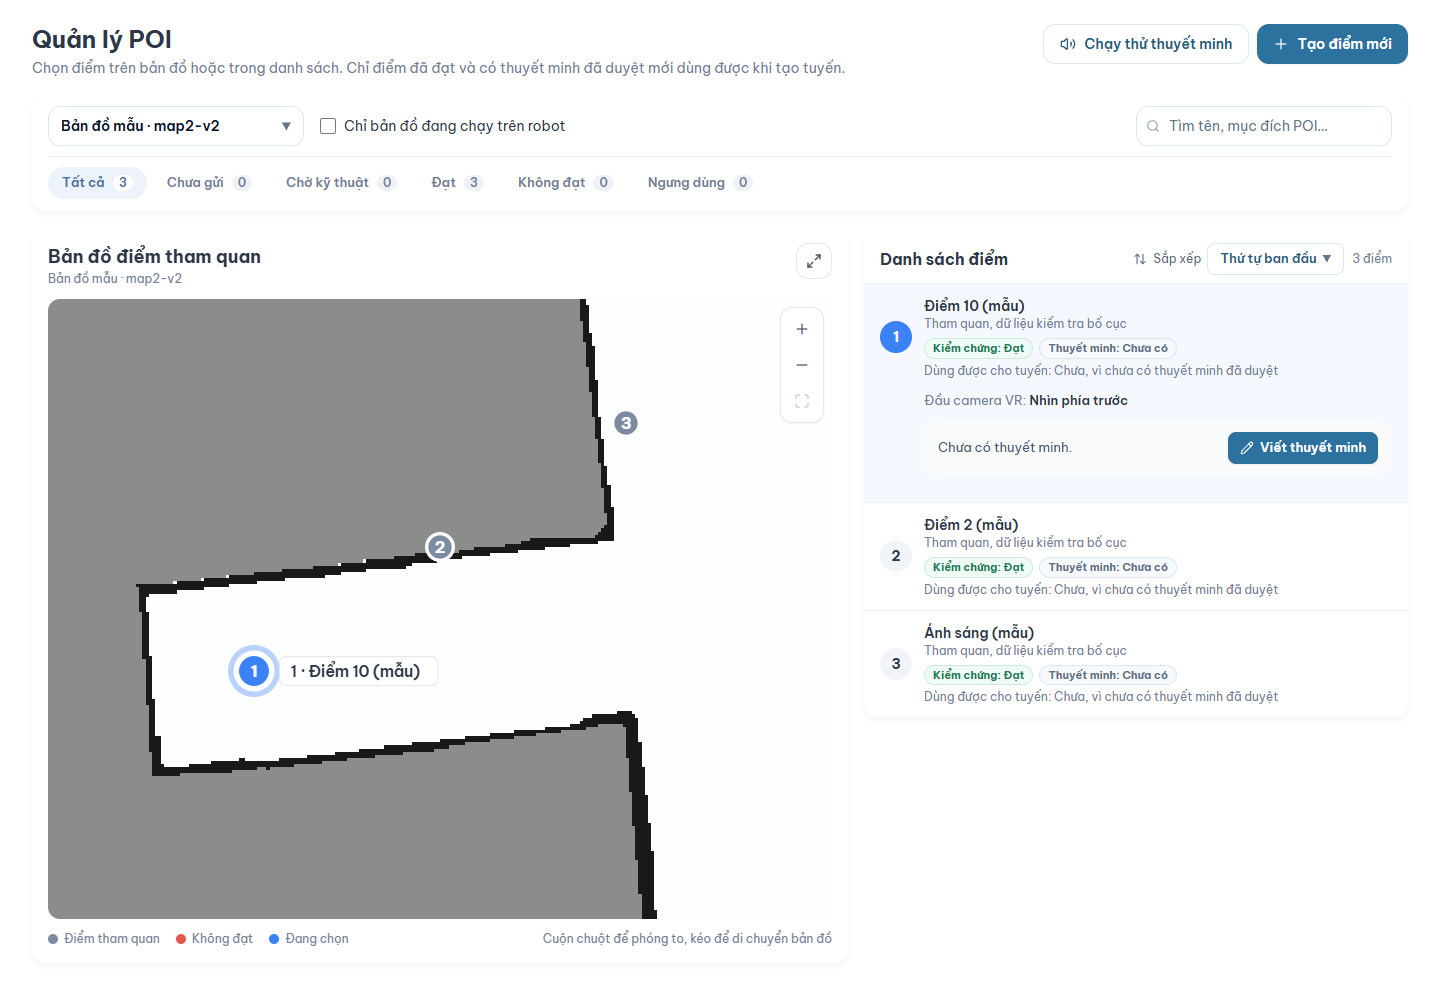 Quản lý POI
Chọn điểm trên bản đồ hoặc trong danh sách. Chỉ điểm đã đạt và có thuyết minh đã duyệt mới dùng được khi tạo tuyến.
Chạy thử thuyết minh
Tạo điểm mới
Bản đồ mẫu · map2-v2
Chỉ bản đồ đang chạy trên robot
Tìm tên, mục đích POI...
Tất cả 3
Chưa gửi 0
Chờ kỹ thuật 0
Đạt 3
Không đạt 0
Ngưng dùng 0
Bản đồ điểm tham quan
Bản đồ mẫu · map2-v2
3
2
1
1 · Điểm 10 (mẫu)
Điểm tham quan
Không đạt
Đang chọn
Cuộn chuột để phóng to, kéo để di chuyển bản đồ
Danh sách điểm
Sắp xếp
Thứ tự ban đầu
3 điểm
1
Điểm 10 (mẫu)
Tham quan, dữ liệu kiểm tra bố cục
Kiểm chứng: Đạt
Thuyết minh: Chưa có
Dùng được cho tuyến: Chưa, vì chưa có thuyết minh đã duyệt
Đầu camera VR: Nhìn phía trước
Chưa có thuyết minh.
Viết thuyết minh
2
Điểm 2 (mẫu)
Tham quan, dữ liệu kiểm tra bố cục
Kiểm chứng: Đạt
Thuyết minh: Chưa có
Dùng được cho tuyến: Chưa, vì chưa có thuyết minh đã duyệt
3
Ánh sáng (mẫu)
Tham quan, dữ liệu kiểm tra bố cục
Kiểm chứng: Đạt
Thuyết minh: Chưa có
Dùng được cho tuyến: Chưa, vì chưa có thuyết minh đã duyệt